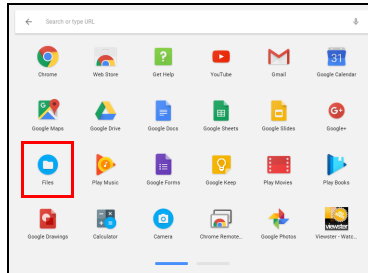 Search or type URL
Chrome
Web Store
Get Help
YouTube
Gmail
Google Calendar
Google Maps
Google Drive
Google Docs
Google Sheets
Google Slides
Google+
Files
Play Music
Google Forms
Google Keep
Play Movies
Play Books
Google Drawings
Calculator
Camera
Chrome Remote...
Google Photos
Viewster - Watc...
31
G+
viewster